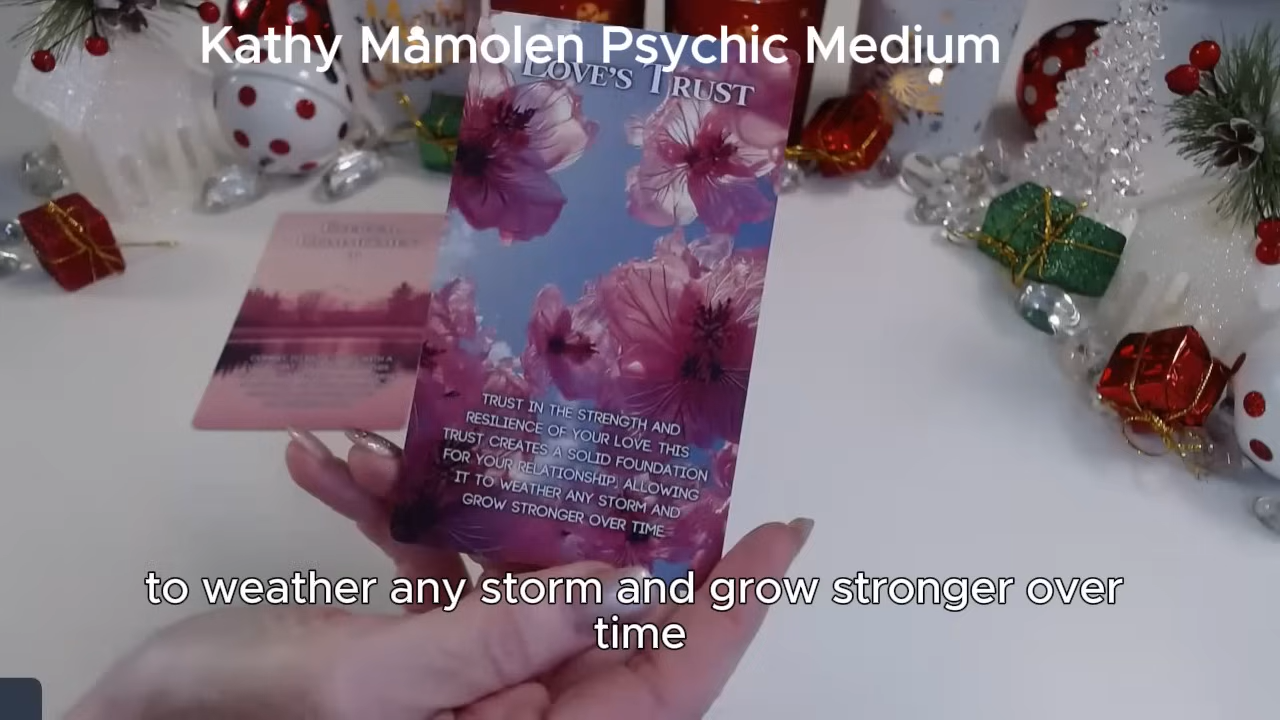 Kathy Mamolen Psychic Medium
LOVE'S TRUST
TRUST IN THE STRENGTH AND
RESILIENCE OF YOUR LOVE. THIS
TRUST CREATES A SOLID FOUNDATION
FOR YOUR RELATIONSHIP, ALLOWING
IT TO WEATHER ANY STORM AND
GROW STRONGER OVER TIME.
to weather any storm and grow stronger over
time